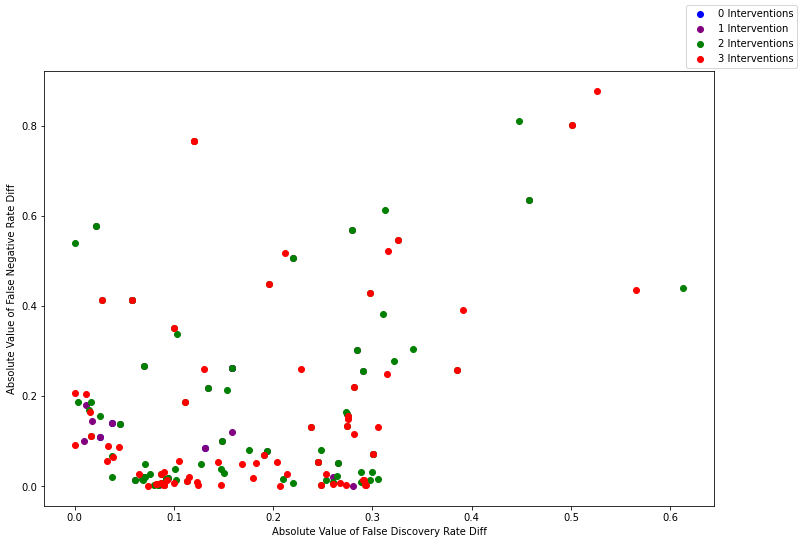 0 Interventions
1 Intervention
2 Interventions
3 Interventions
Absolute Value of False Negative Rate Diff
0.8
0.6
0.4
0.2
0.0
0.0 0.1 0.2 0.3 0.4 0.5 0.6
Absolute Value of False Discovery Rate Diff